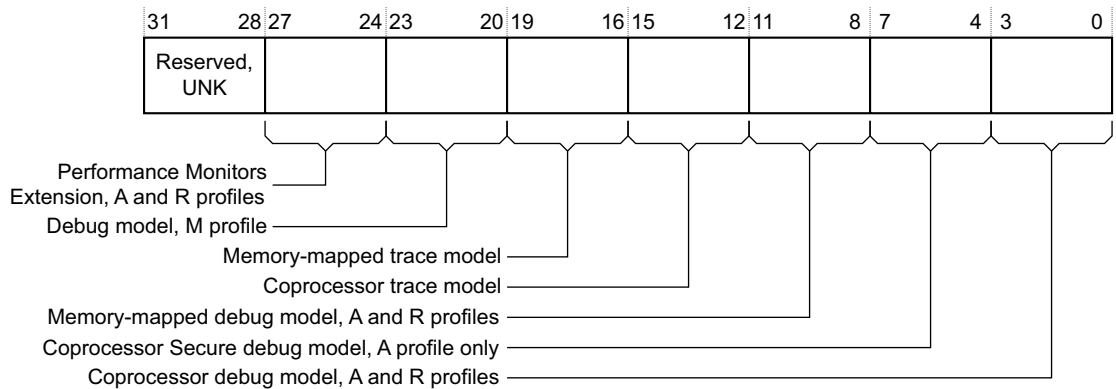 31 28 27 24 23 20 19 16 15 12 11 8 7 4 3 0
Reserved,
UNK
Performance Monitors
Extension, A and R profiles
Debug model, M profile
Memory-mapped trace model
Coprocessor trace model
Memory-mapped debug model, A and R profiles
Coprocessor Secure debug model, A profile only
Coprocessor debug model, A and R profiles